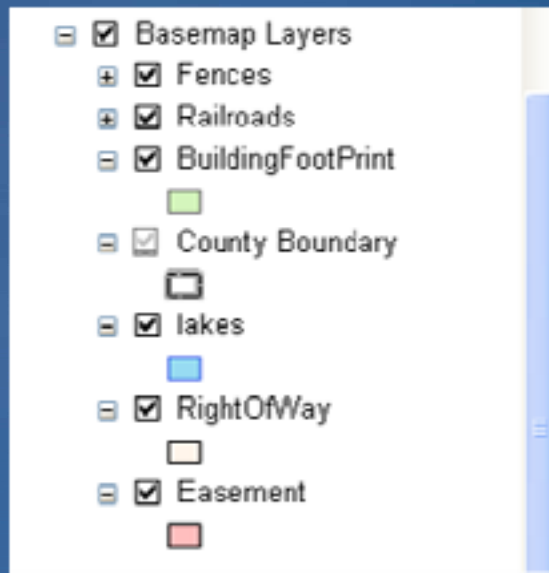 Basemap Layers
Fences
Railroads
BuildingFootPrint
County Boundary
lakes
RightOfWay
Easement